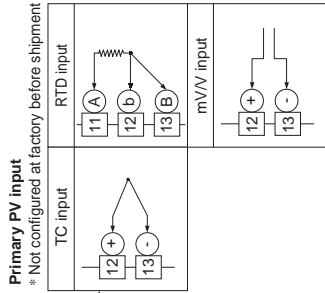 Primary PV input
* Not configured at factory before shipment
TC input
12 +
13 -
RTD input
11 A
12 b
13 B
mV/V input
12 +
13 -